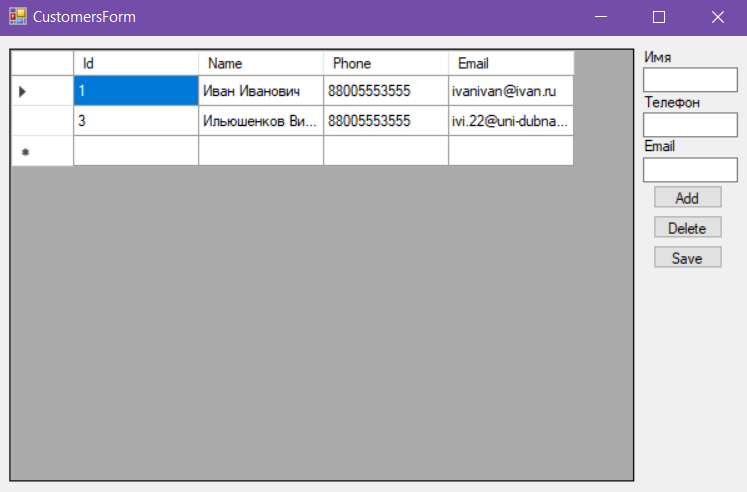 CustomersForm
Id Name Phone Email
1 Иван Иванович 88005553555 ivanivan@ivan.ru
3 Ильюшенков Ви... 88005553555 ivi.22@uni-dubna...
Имя
Телефон
Email
Add
Delete
Save